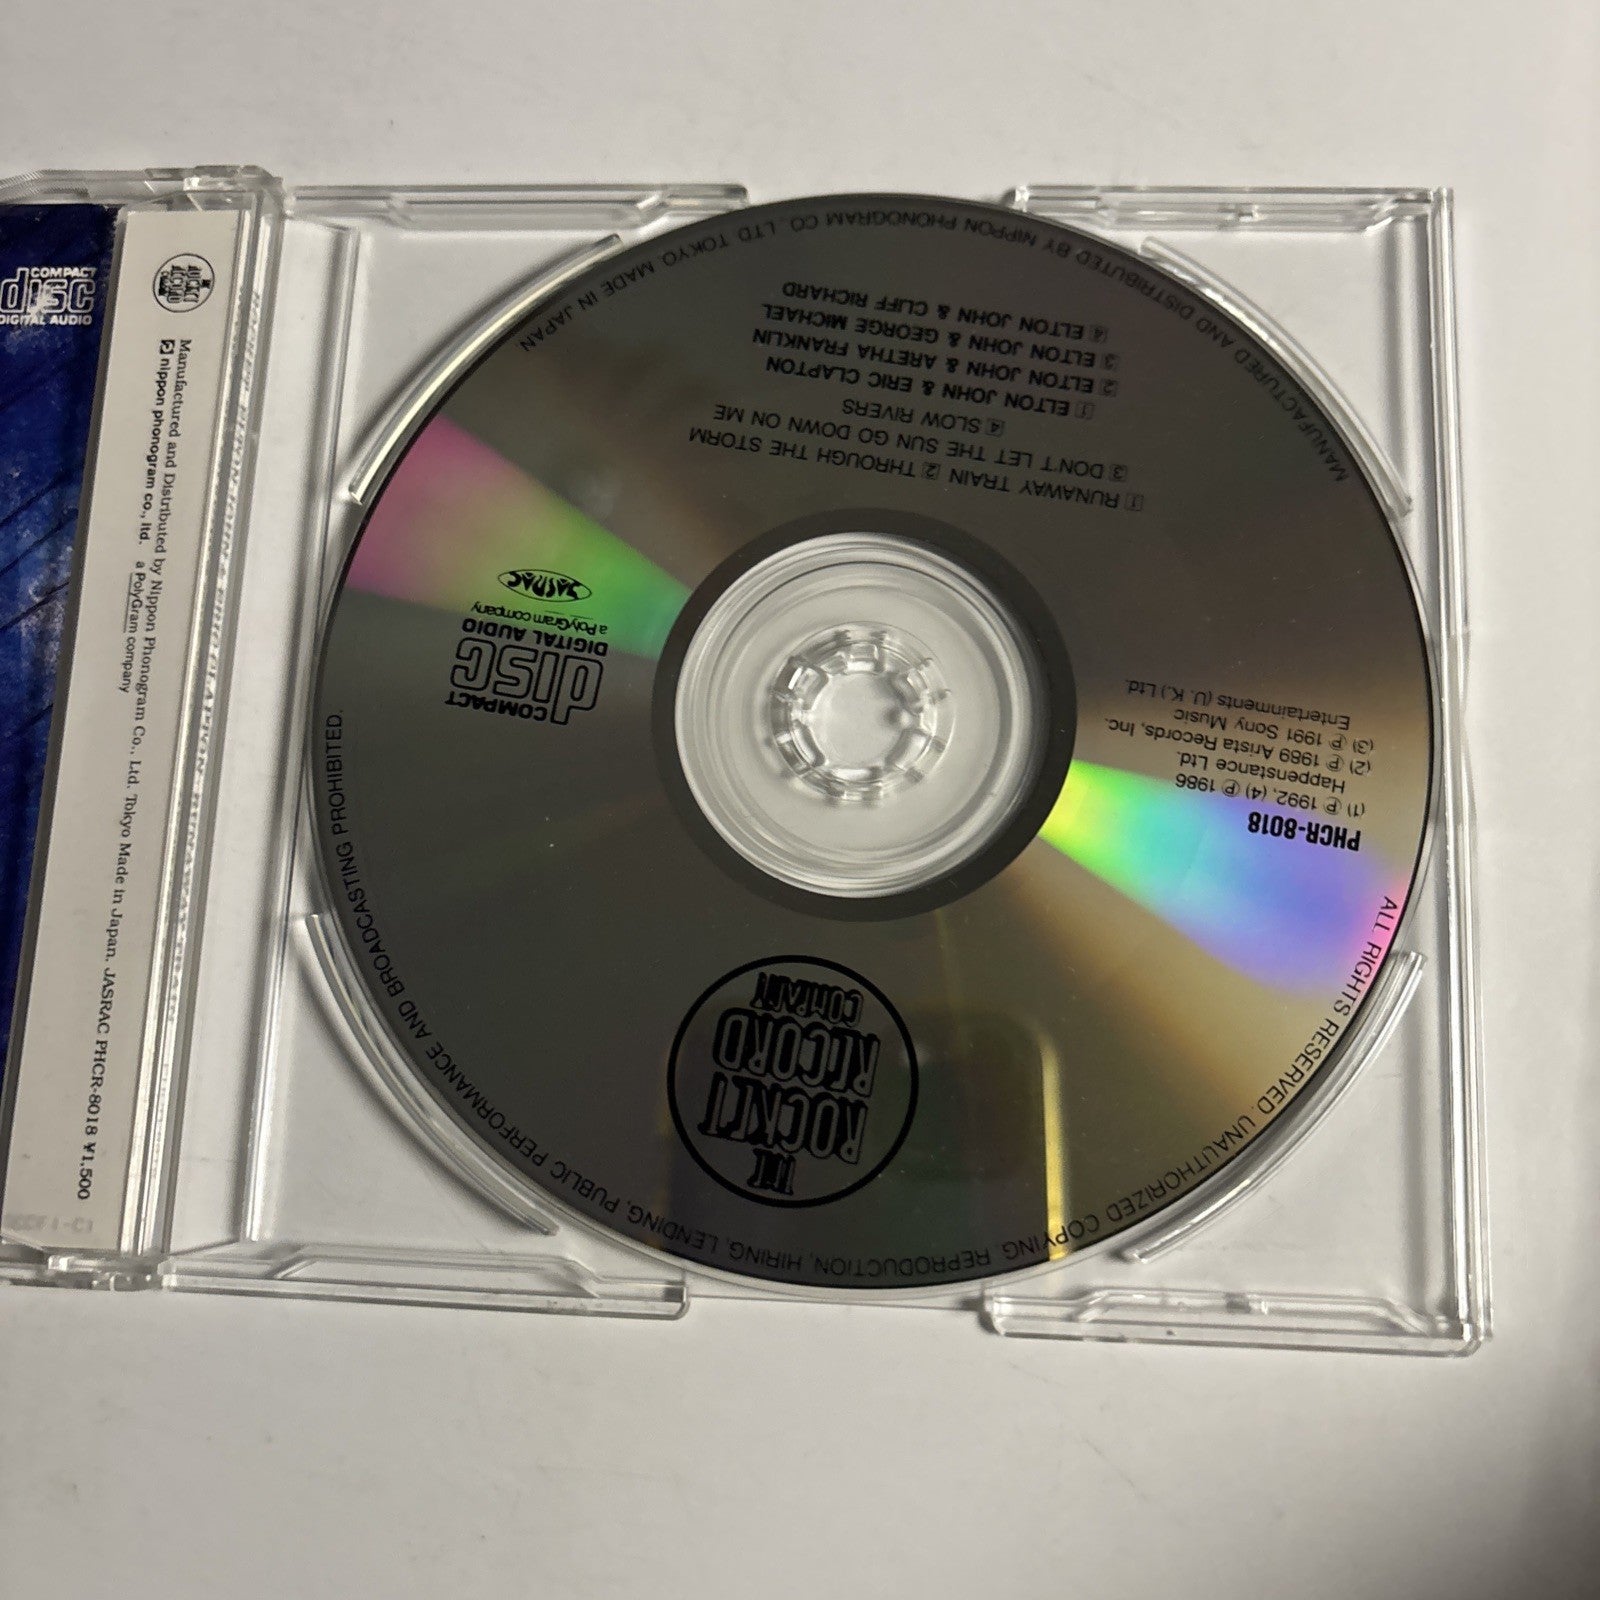 THE
ROCKET
RECORD
COMPANY
PHCR-8018
(1) Ⓟ 1992, (4) Ⓟ 1986
Happenstance Ltd.
(2) Ⓟ 1989 Arista Records, Inc.
(3) Ⓟ 1991 Sony Music
Entertainments (U. K.) Ltd.
COMPACT
disc
DIGITAL AUDIO
a PolyGram company
JASRAC
1 RUNAWAY TRAIN 2 THROUGH THE STORM
3 DON'T LET THE SUN GO DOWN ON ME
4 SLOW RIVERS
1 ELTON JOHN & ERIC CLAPTON
2 ELTON JOHN & ARETHA FRANKLIN
3 ELTON JOHN & GEORGE MICHAEL
4 ELTON JOHN & CLIFF RICHARD
ALL RIGHTS RESERVED. UNAUTHORIZED COPYING, REPRODUCTION, HIRING, LENDING, PUBLIC PERFORMANCE AND BROADCASTING PROHIBITED.
MANUFACTURED AND DISTRIBUTED BY NIPPON PHONOGRAM CO., LTD. TOKYO MADE IN JAPAN
COMPACT
disc
DIGITAL AUDIO
THE
ROCKET
RECORD
COMPANY
Manufactured and Distributed by Nippon Phonogram Co., Ltd. Tokyo Made in Japan. JASRAC PHCR-8018 ¥1,500
nippon phonogram co., ltd. a PolyGram company